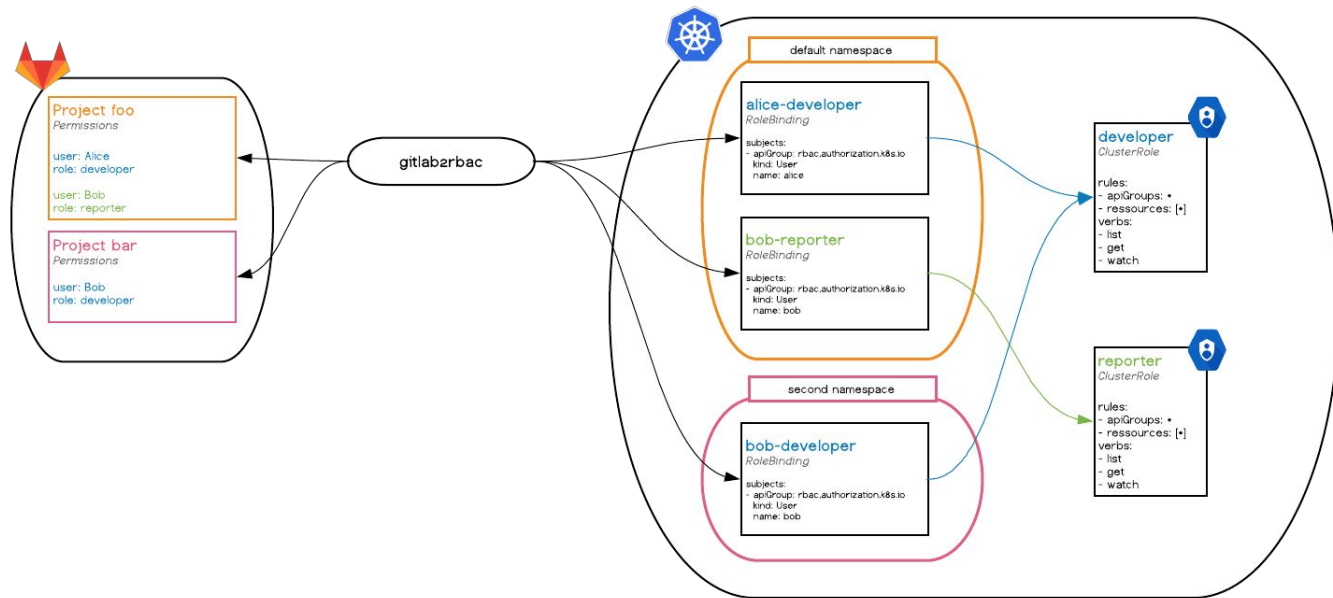 Project foo
Permissions
user: Alice
role: developer
user: Bob
role: reporter
Project bar
Permissions
user: Bob
role: developer
gitlab2rbac
default namespace
alice-developer
RoleBinding
subjects:
- apiGroup: rbac.authorization.k8s.io
kind: User
name: alice
bob-reporter
RoleBinding
subjects:
- apiGroup: rbac.authorization.k8s.io
kind: User
name: bob
second namespace
bob-developer
RoleBinding
subjects:
- apiGroup: rbac.authorization.k8s.io
kind: User
name: bob
developer
ClusterRole
rules:
- apiGroups: *
- ressources: [*]
verbs:
- list
- get
- watch
reporter
ClusterRole
rules:
- apiGroups: *
- ressources: [*]
verbs:
- list
- get
- watch